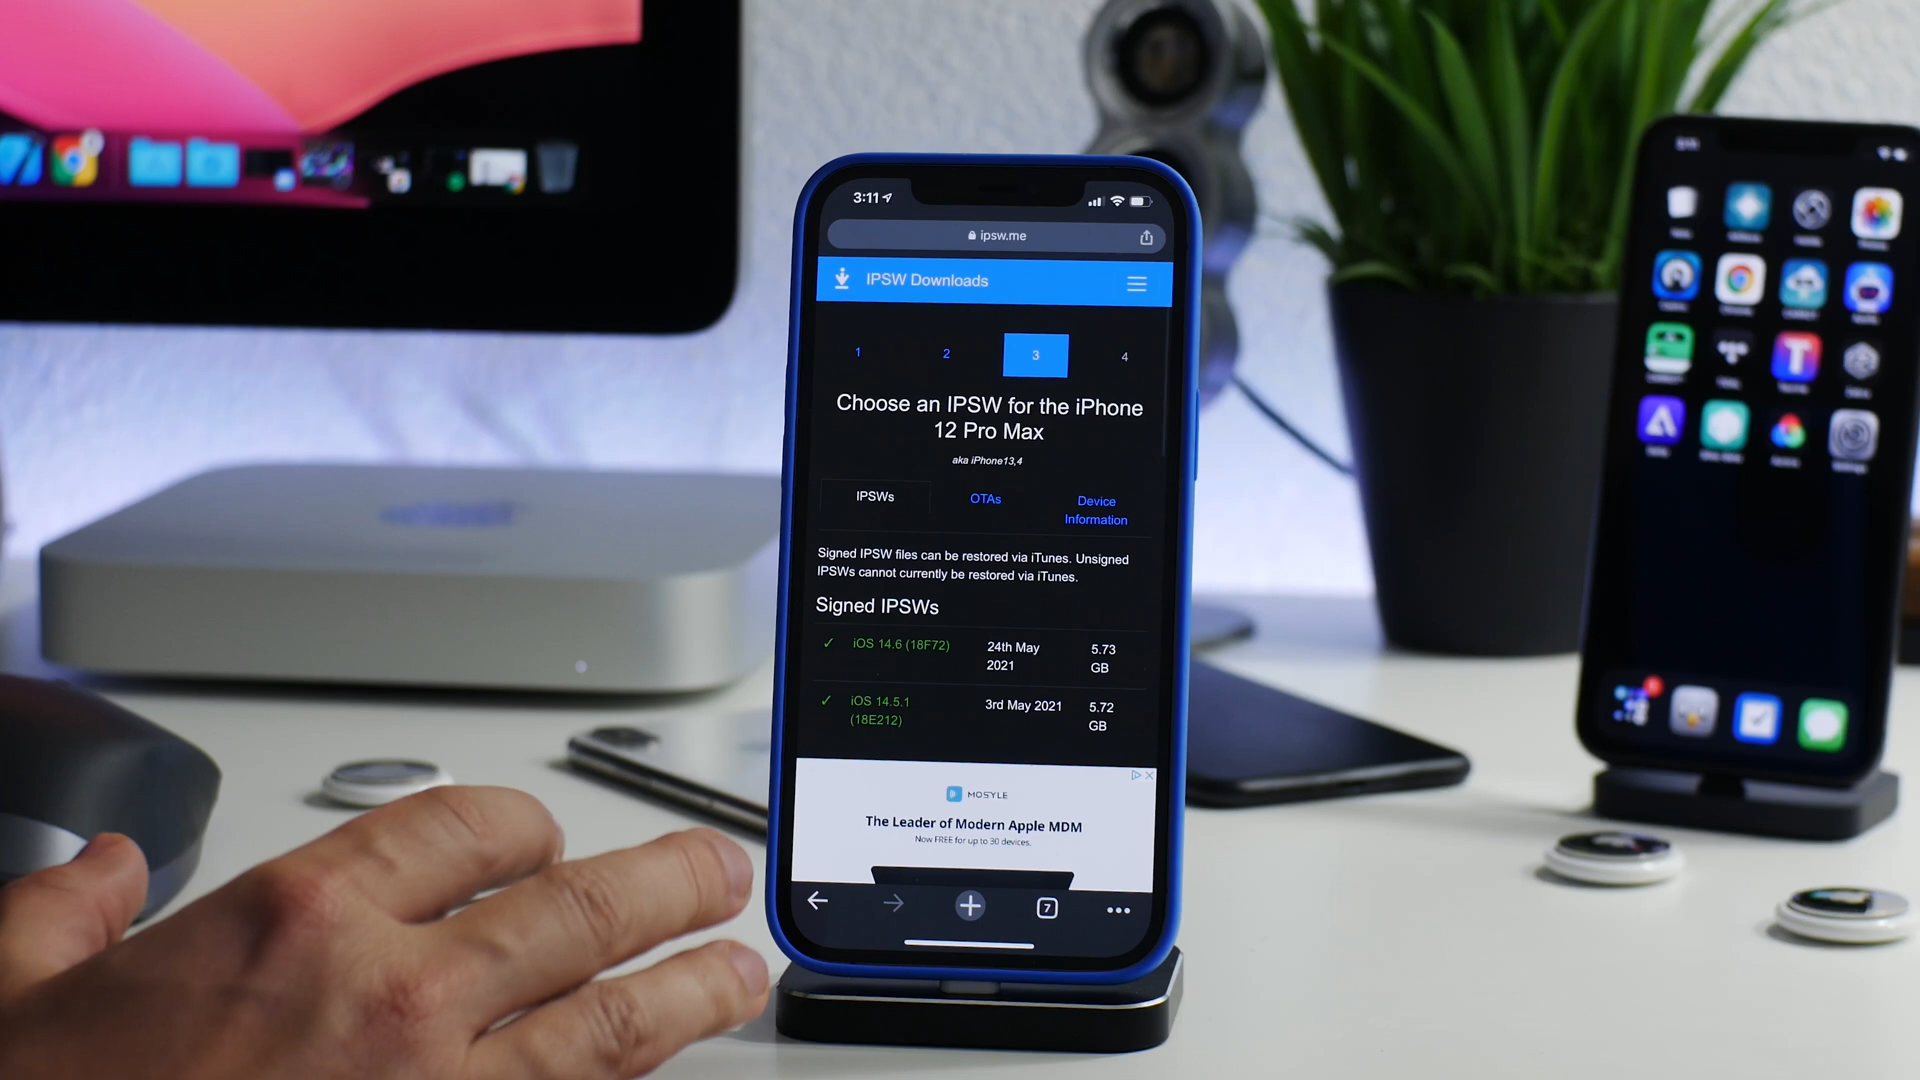 3:11
ipsw.me
IPSW Downloads
1 2 3 4
Choose an IPSW for the iPhone
12 Pro Max
aka iPhone13,4
IPSWs OTAs Device
Information
Signed IPSW files can be restored via iTunes. Unsigned
IPSWs cannot currently be restored via iTunes.
Signed IPSWs
✓ iOS 14.6 (18F72) 24th May
2021 5.73
GB
✓ iOS 14.5.1
(18E212) 3rd May 2021 5.72
GB
MOSYLE
The Leader of Modern Apple MDM
Now FREE for up to 30 devices.
7